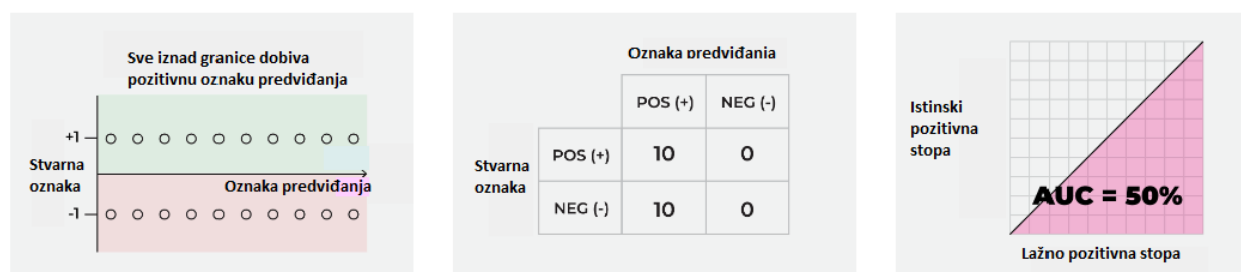 Sve iznad granice dobiva
pozitivnu oznaku predviđanja
+1
Stvarna
oznaka
Oznaka predviđanja
-1
Oznaka predviđania
POS (+) NEG (-)
Stvarna
oznaka
POS (+) 10 0
NEG (-) 10 0
Istinski
pozitivna
stopa
AUC = 50%
Lažno pozitivna stopa